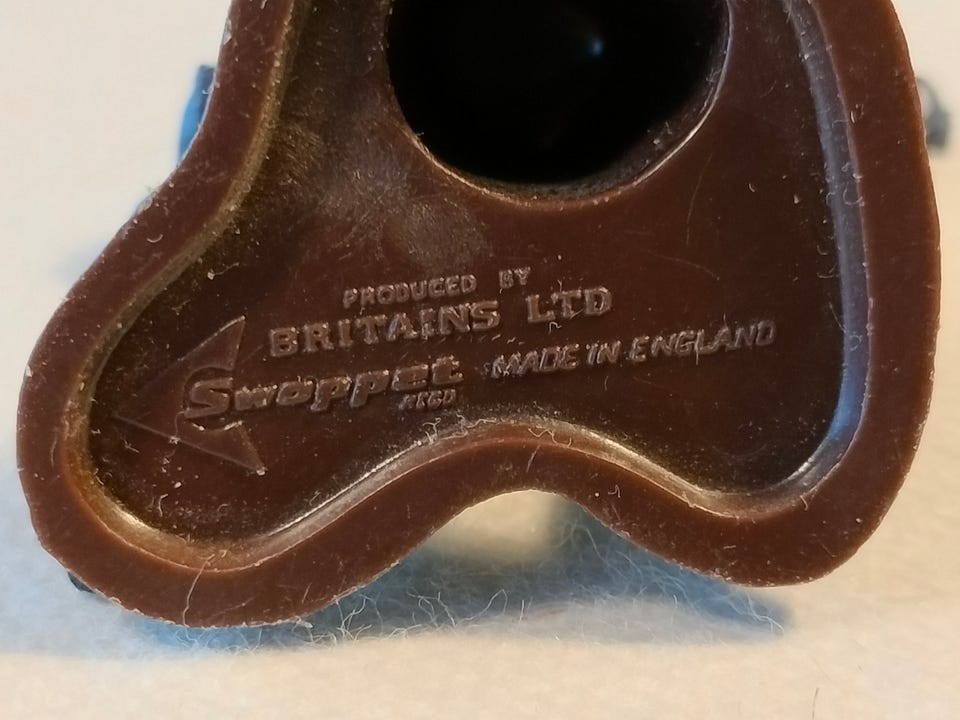 PRODUCED BY
BRITAINS LTD
Swoppet MADE IN ENGLAND
REGD